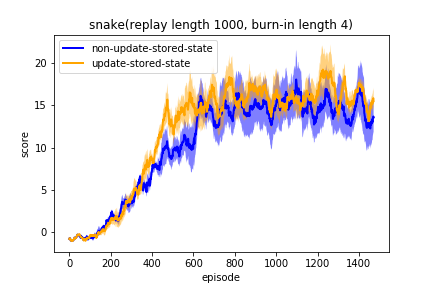 snake(replay length 1000, burn-in length 4)
non-update-stored-state
update-stored-state
score
20
15
10
5
0
0 200 400 600 800 1000 1200 1400
episode